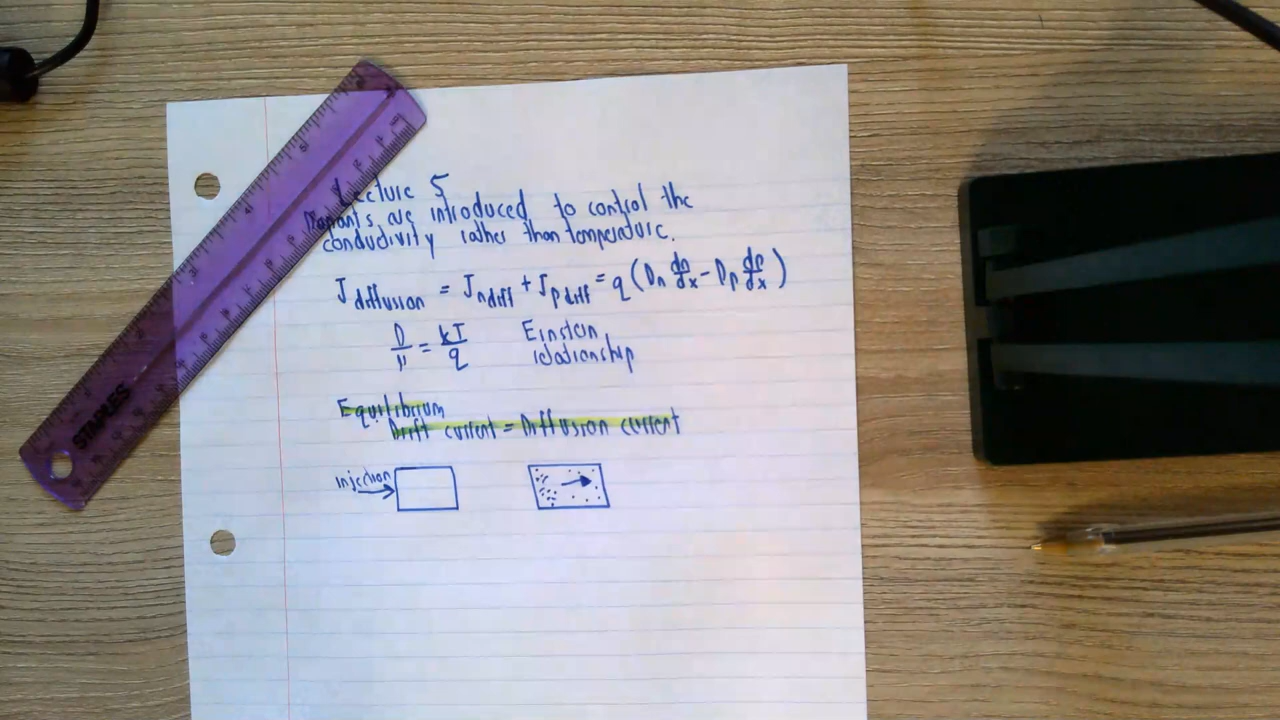 Lecture 5
Dopants are introduced to control the
conductivity rather than temperature.
J diffusion = J n diff + J p diff = q (Dn dn/dx - Dp dp/dx)
D/μ = kT/q Einstein
relationship
Equilibrium
Drift current = Diffusion current
injection
STAPLES